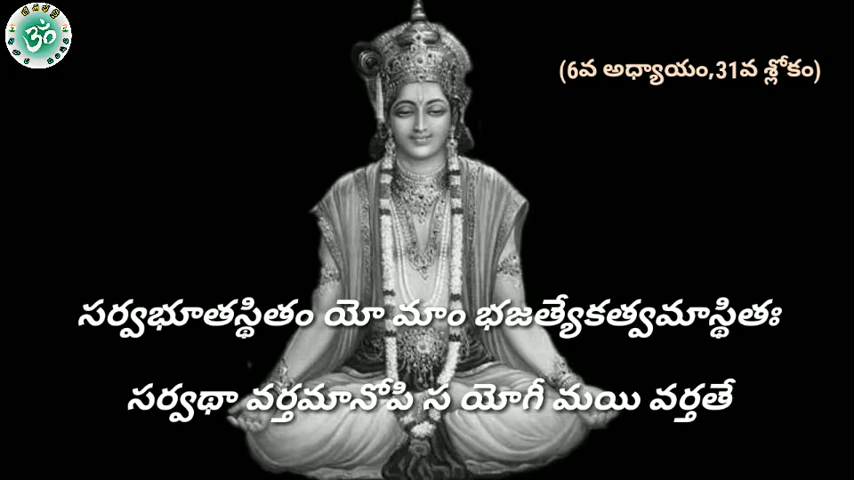 (6వ అధ్యాయం,31వ శ్లోకం)
సర్వభూతస్థితం యో మాం భజత్యేకత్వమాస్థితః
సర్వథా వర్తమానోపి స యోగీ మయి వర్తతే